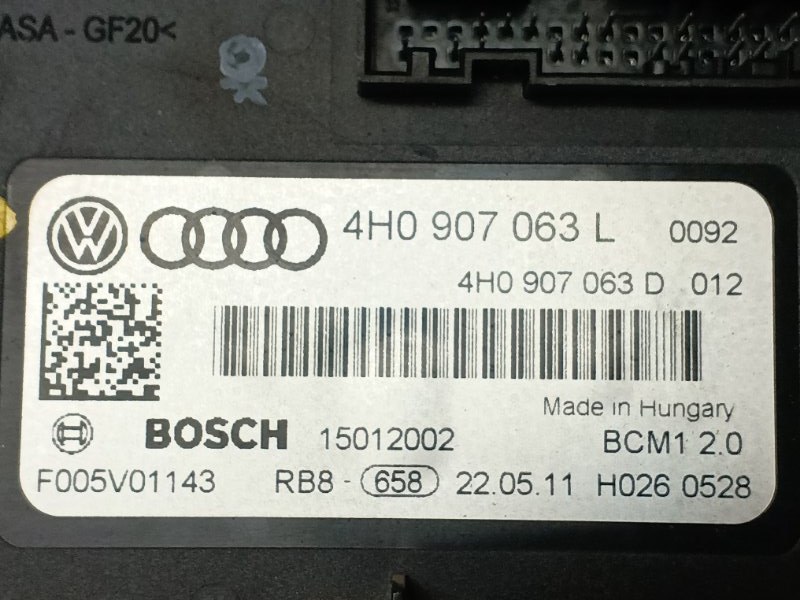 ASA - GF20<
4H0 907 063 L 0092
4H0 907 063 D 012
Made in Hungary
BOSCH 15012002 BCM1 2.0
F005V01143 RB8 - 658 22.05.11 H026 0528